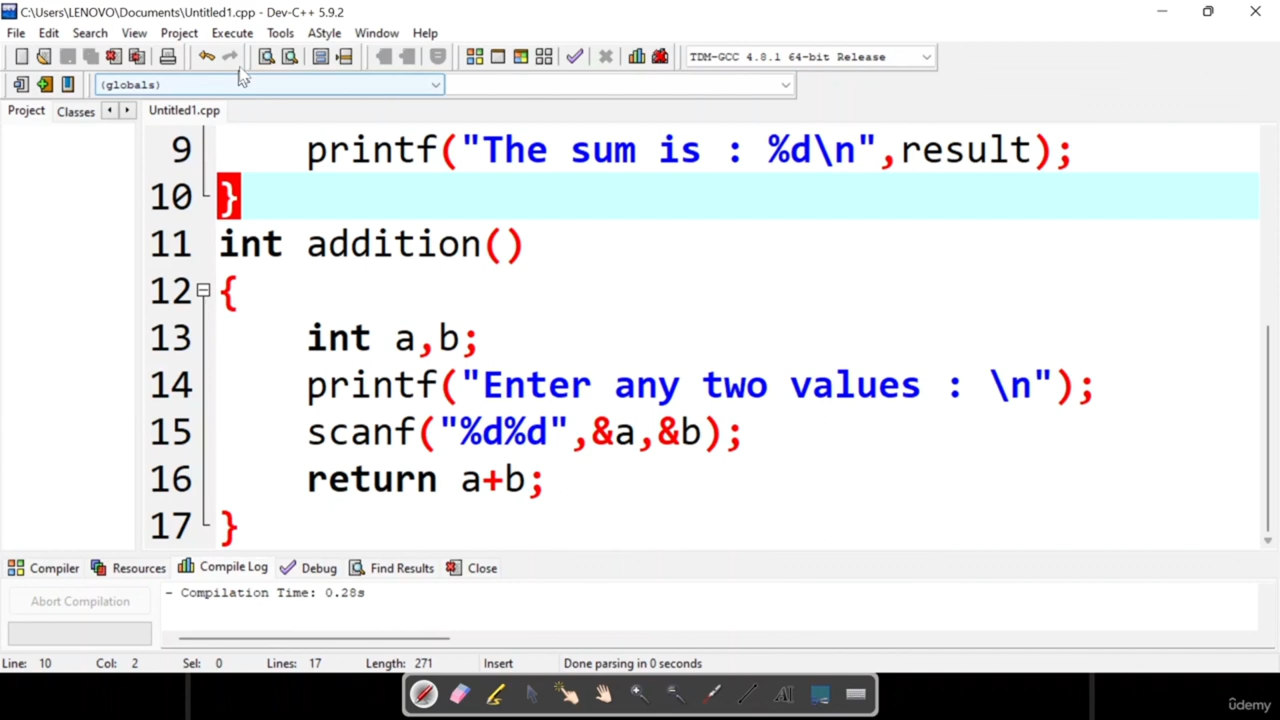 C:\Users\LENOVO\Documents\Untitled1.cpp - Dev-C++ 5.9.2
File Edit Search View Project Execute Tools AStyle Window Help
TDM-GCC 4.8.1 64-bit Release
(globals)
Project Classes Untitled1.cpp
9 printf("The sum is : %d\n",result);
10 }
11 int addition()
12 {
13 int a,b;
14 printf("Enter any two values : \n");
15 scanf("%d%d",&a,&b);
16 return a+b;
17 }
Compiler Resources Compile Log Debug Find Results Close
Abort Compilation
- Compilation Time: 0.28s
Line: 10 Col: 2 Sel: 0 Lines: 17 Length: 271 Insert Done parsing in 0 seconds
AI
ûdemy